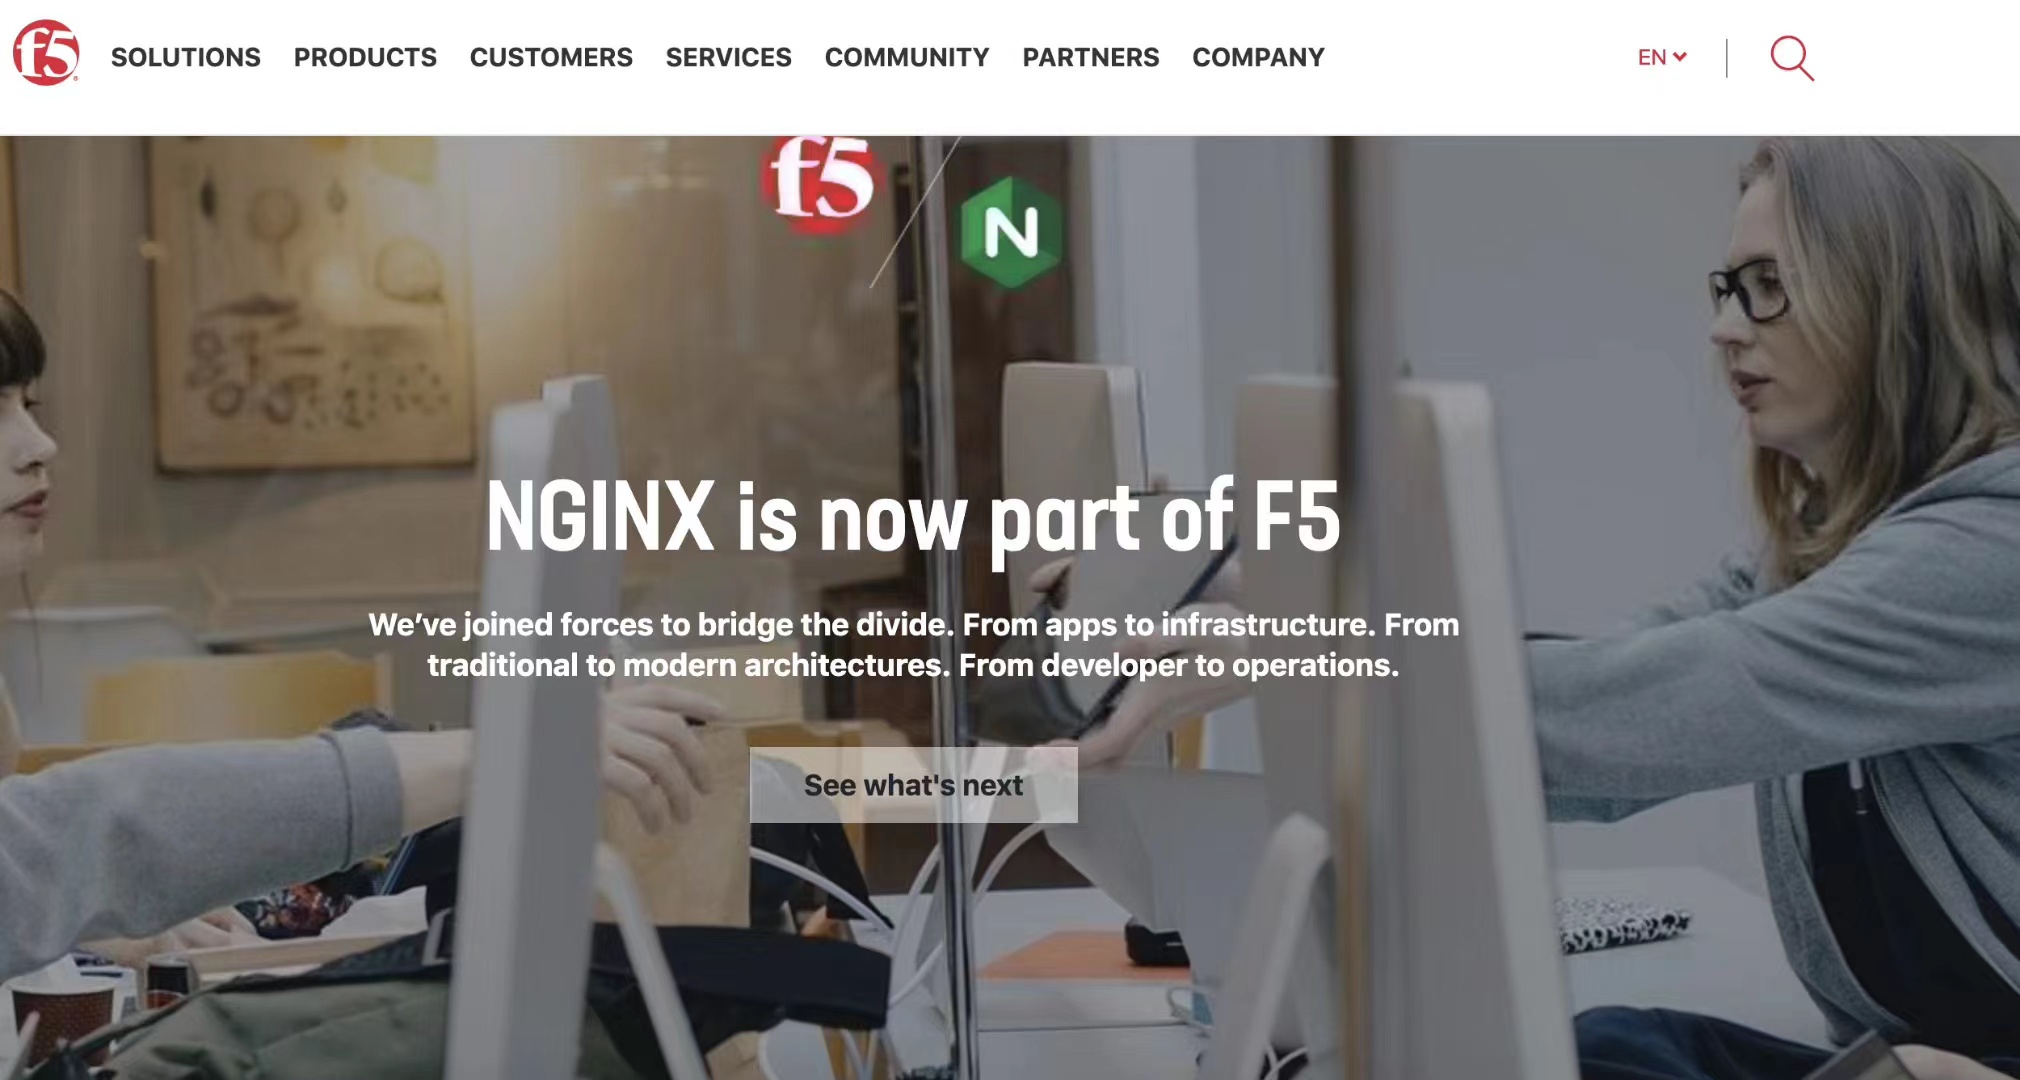 f5
SOLUTIONS PRODUCTS CUSTOMERS SERVICES COMMUNITY PARTNERS COMPANY EN
f5
N
NGINX is now part of F5
We’ve joined forces to bridge the divide. From apps to infrastructure. From
traditional to modern architectures. From developer to operations.
See what's next